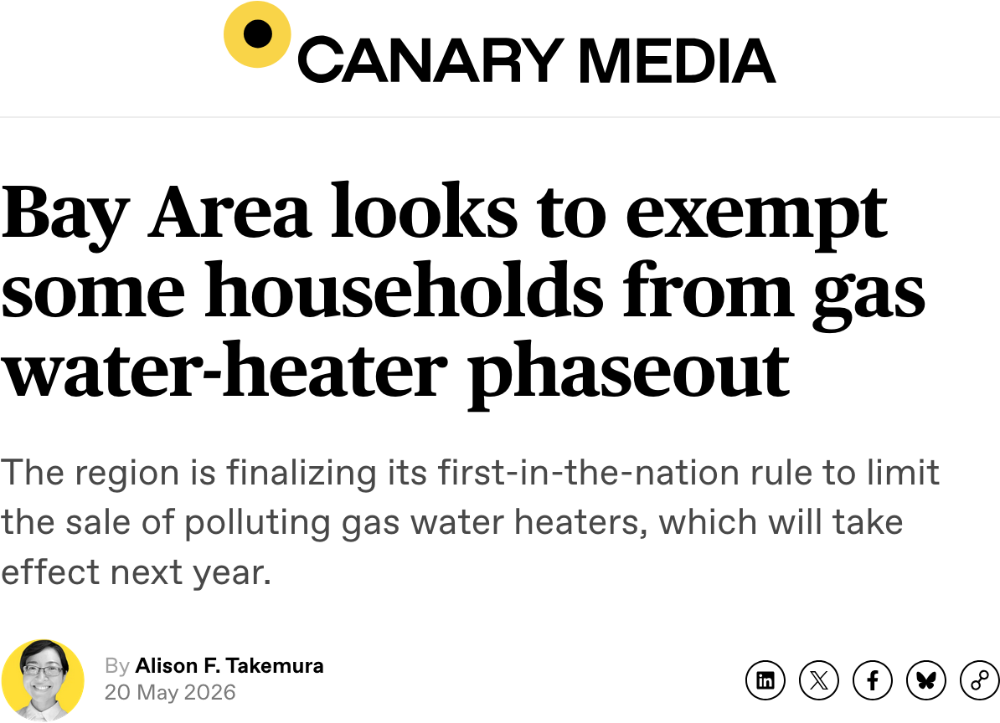 CANARY MEDIA
Bay Area looks to exempt
some households from gas
water-heater phaseout
The region is finalizing its first-in-the-nation rule to limit
the sale of polluting gas water heaters, which will take
effect next year.
By Alison F. Takemura
20 May 2026